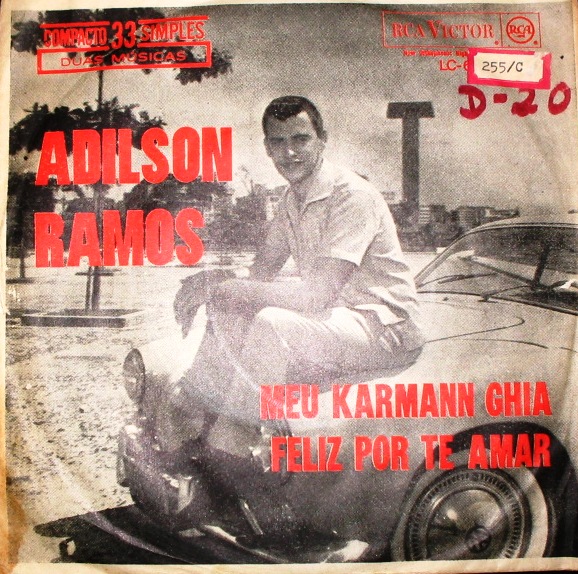 COMPACTO 33 SIMPLES
DUAS MÚSICAS
RCA VICTOR RCA
LC-6
255/C
D-20
ADILSON
RAMOS
MEU KARMANN GHIA
FELIZ POR TE AMAR